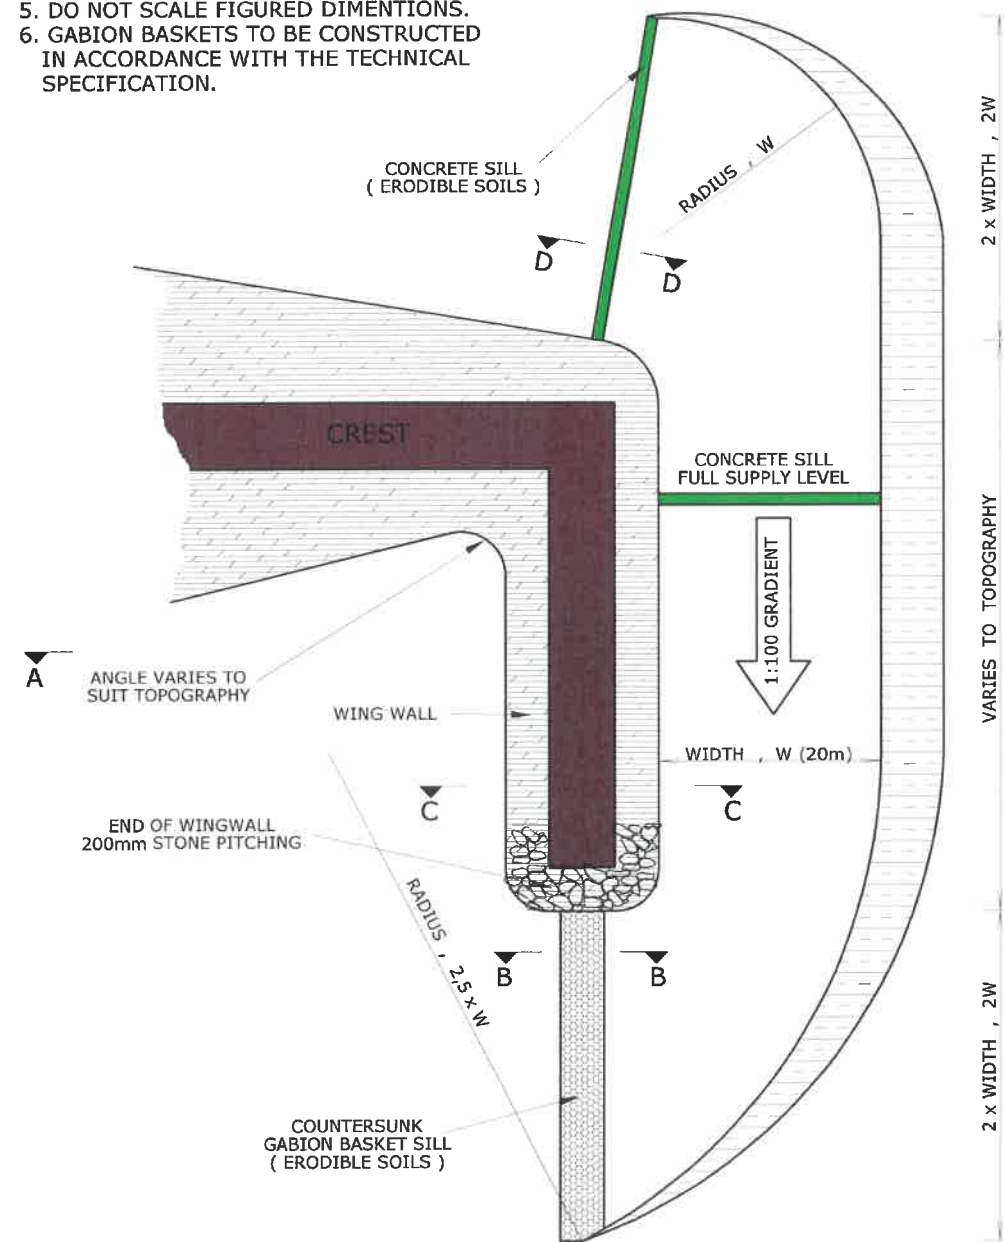 5. DO NOT SCALE FIGURED DIMENTIONS.
6. GABION BASKETS TO BE CONSTRUCTED
IN ACCORDANCE WITH THE TECHNICAL
SPECIFICATION.
CONCRETE SILL
( ERODIBLE SOILS )
RADIUS , W
2 x WIDTH , 2W
D
D
CREST
CONCRETE SILL
FULL SUPPLY LEVEL
1:100 GRADIENT
VARIES TO TOPOGRAPHY
A
ANGLE VARIES TO
SUIT TOPOGRAPHY
WING WALL
WIDTH , W (20m)
C
C
END OF WINGWALL
200mm STONE PITCHING
RADIUS , 2,5 x W
B
B
2 x WIDTH , 2W
COUNTERSUNK
GABION BASKET SILL
( ERODIBLE SOILS )